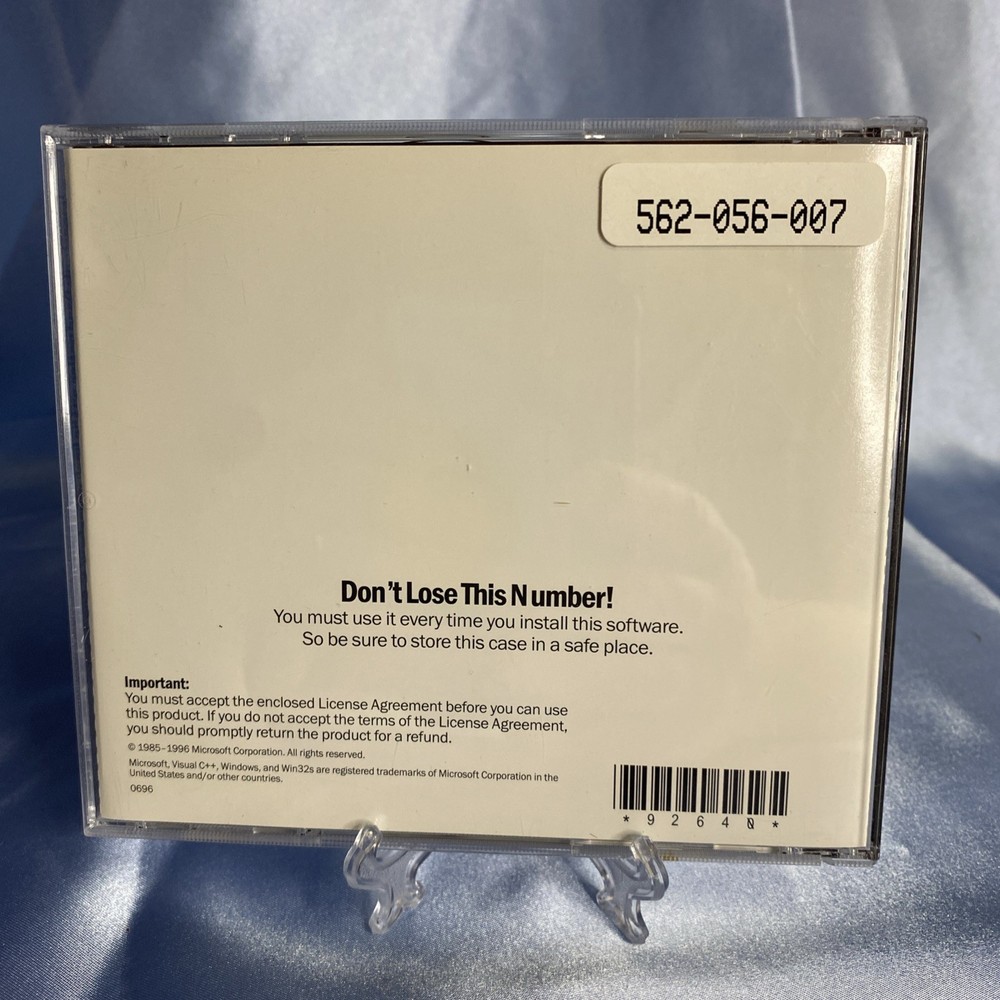 562-056-007
Don't Lose This Number!
You must use it every time you install this software.
So be sure to store this case in a safe place.
Important:
You must accept the enclosed License Agreement before you can use
this product. If you do not accept the terms of the License Agreement,
you should promptly return the product for a refund.
© 1985–1996 Microsoft Corporation. All rights reserved.
Microsoft, Visual C++, Windows, and Win32s are registered trademarks of Microsoft Corporation in the
United States and/or other countries.
0696
*92640*